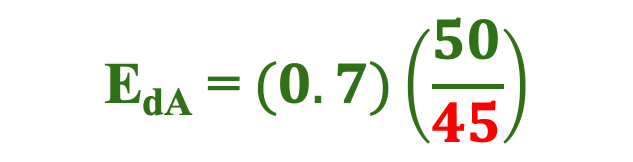 E_dA = (0.7) (50/45)